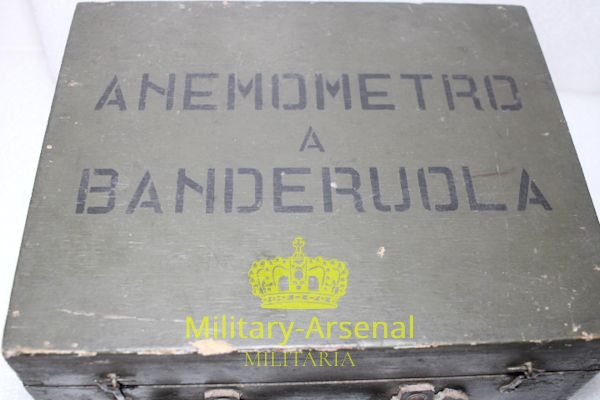 ANEMOMETRO
A
BANDERUOLA
Military-Arsenal
MILITARIA